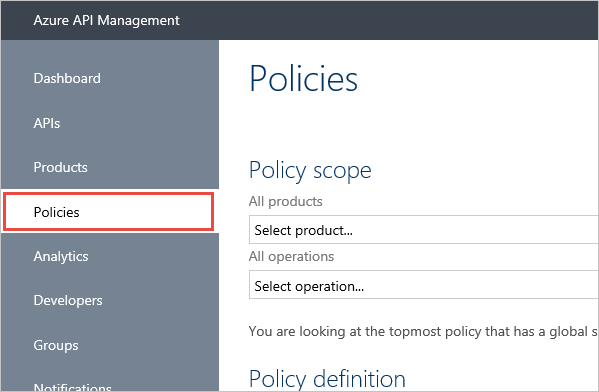 Azure API Management
Dashboard
APIs
Products
Policies
Analytics
Developers
Groups
Notifications
Policies
Policy scope
All products
Select product...
All operations
Select operation...
You are looking at the topmost policy that has a global s
Policy definition